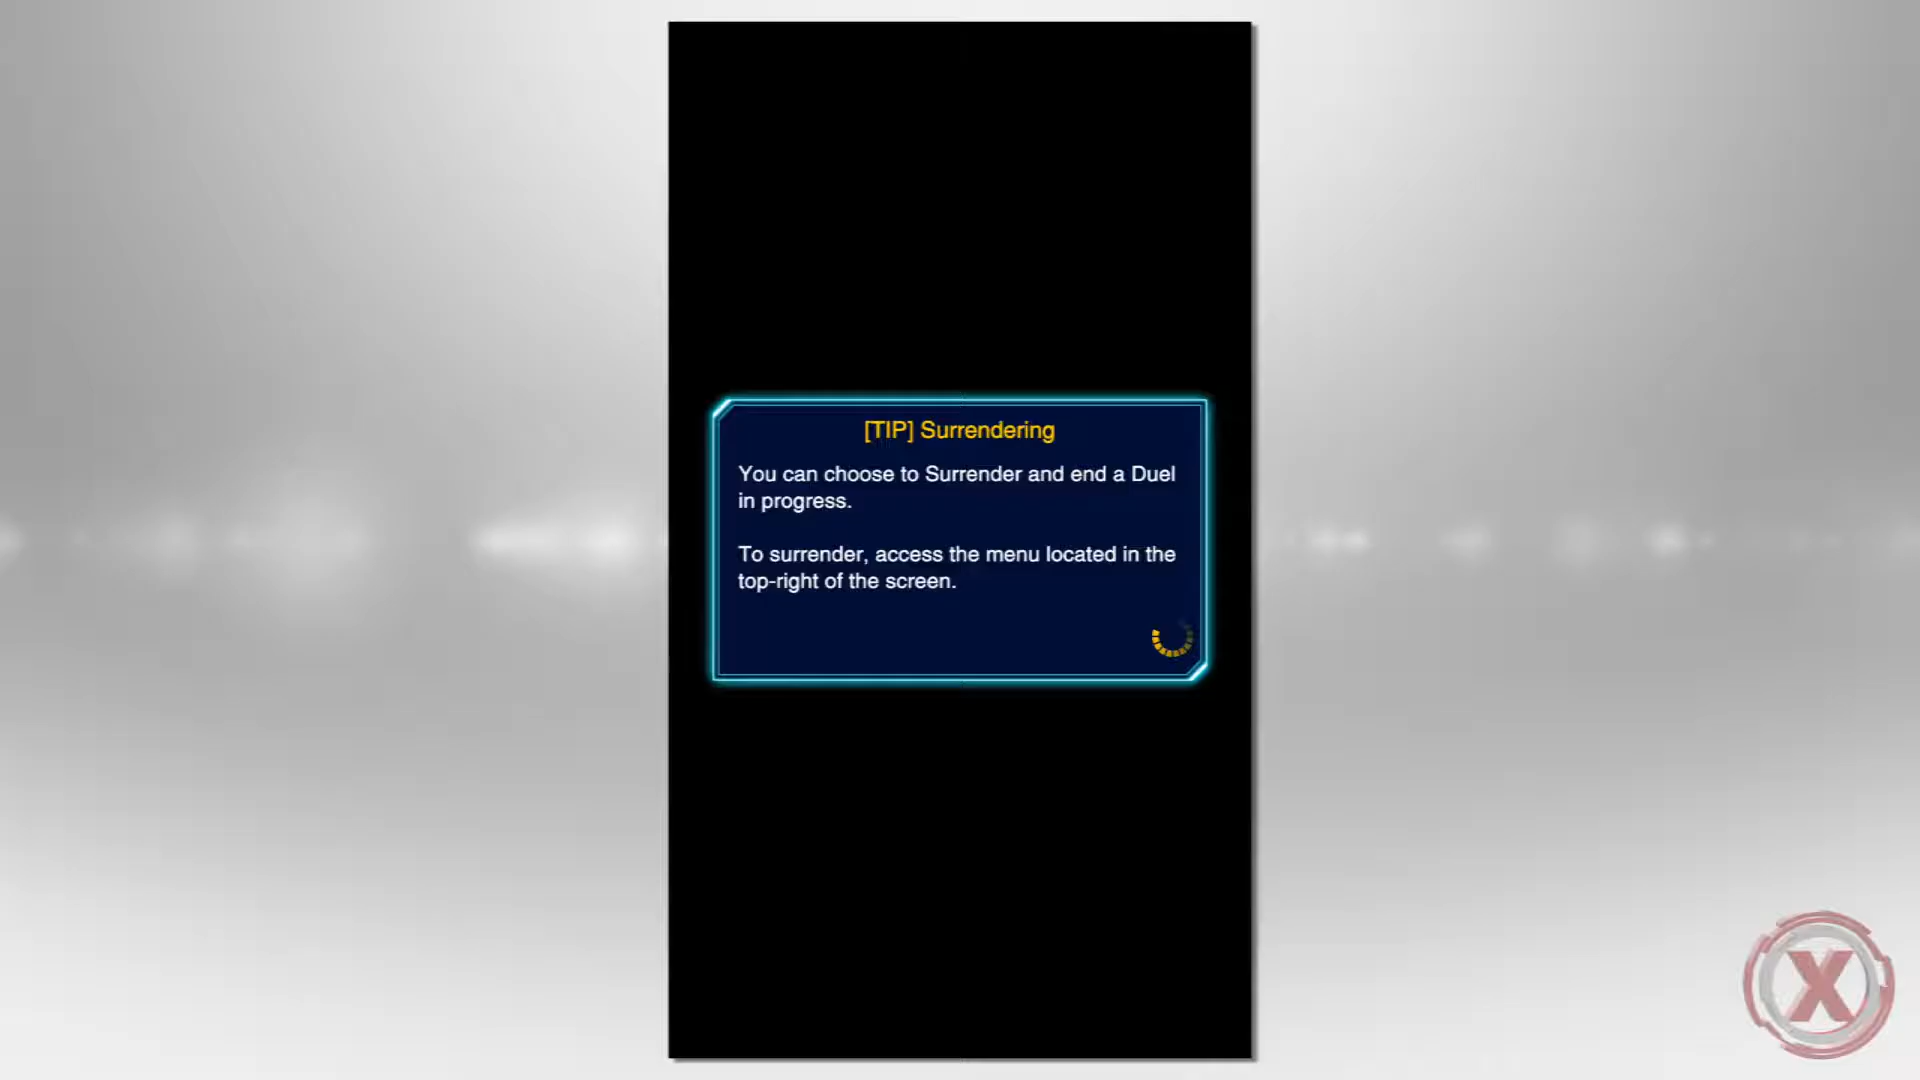 [TIP] Surrendering
You can choose to Surrender and end a Duel
in progress.
To surrender, access the menu located in the
top-right of the screen.
X